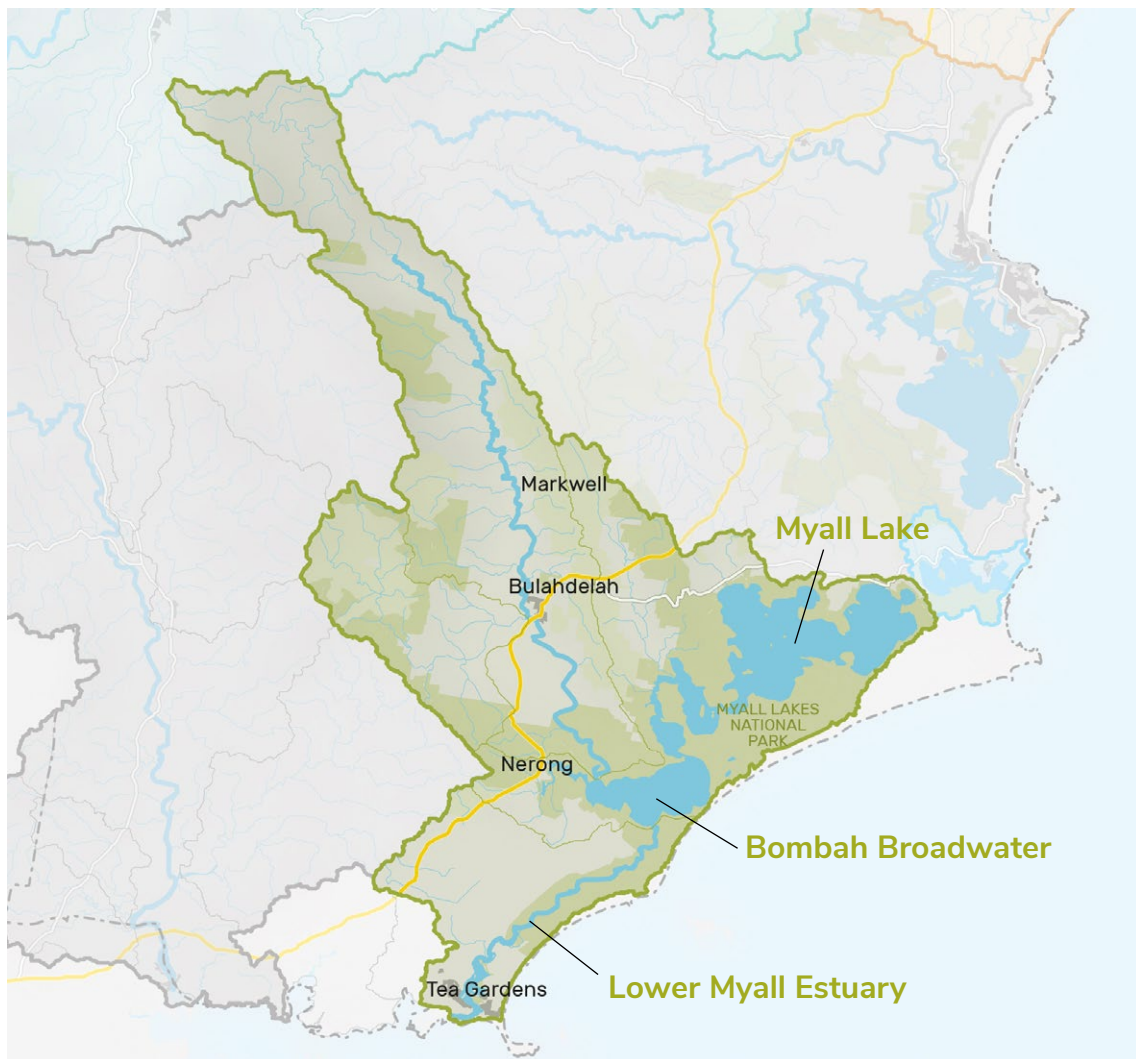 Markwell
Myall Lake
Bulahdelah
MYALL LAKES
NATIONAL
PARK
Nerong
Bombah Broadwater
Lower Myall Estuary
Tea Gardens